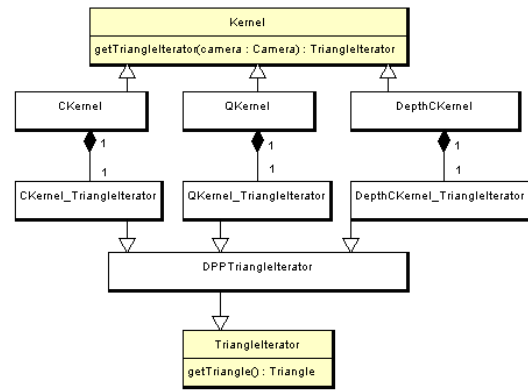 Kernel
getTriangleIterator(camera : Camera) : TriangleIterator
CKernel QKernel DepthCKernel
1 1 1
1 1 1
CKernel_TriangleIterator QKernel_TriangleIterator DepthCKernel_TriangleIterator
DPPTriangleIterator
TriangleIterator
getTriangle() : Triangle